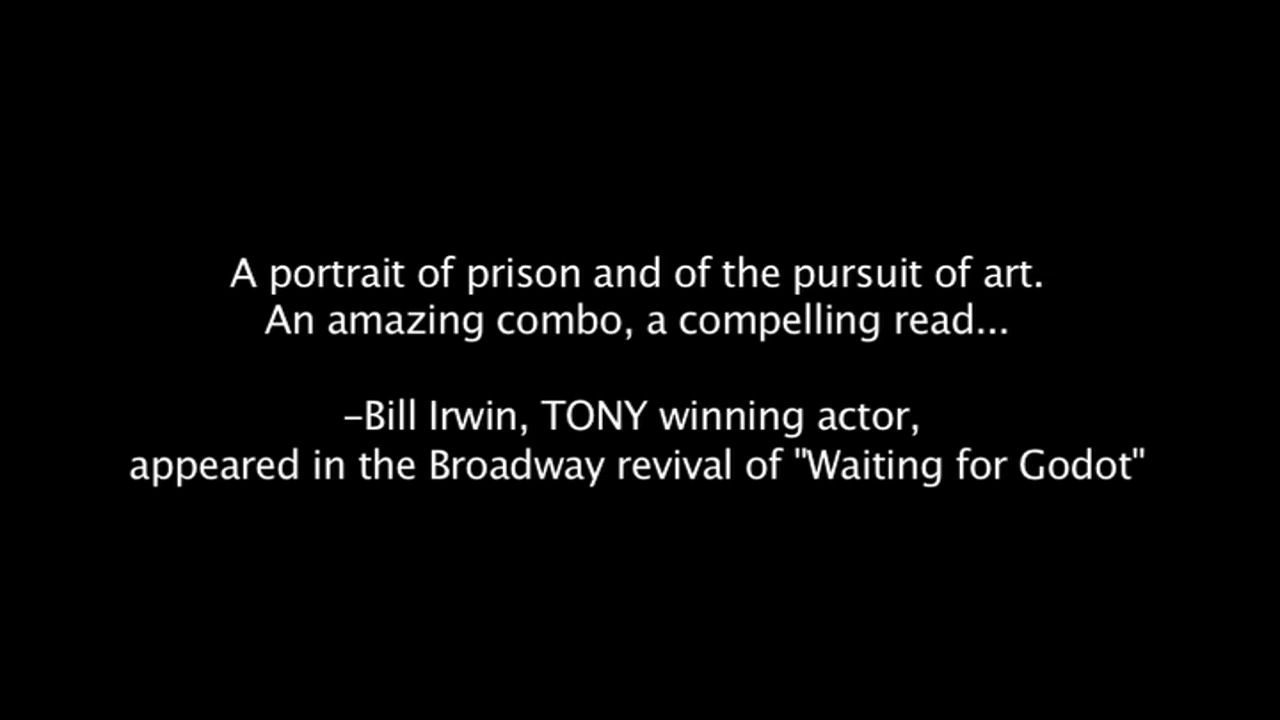 A portrait of prison and of the pursuit of art.
An amazing combo, a compelling read...
–Bill Irwin, TONY winning actor,
appeared in the Broadway revival of "Waiting for Godot"